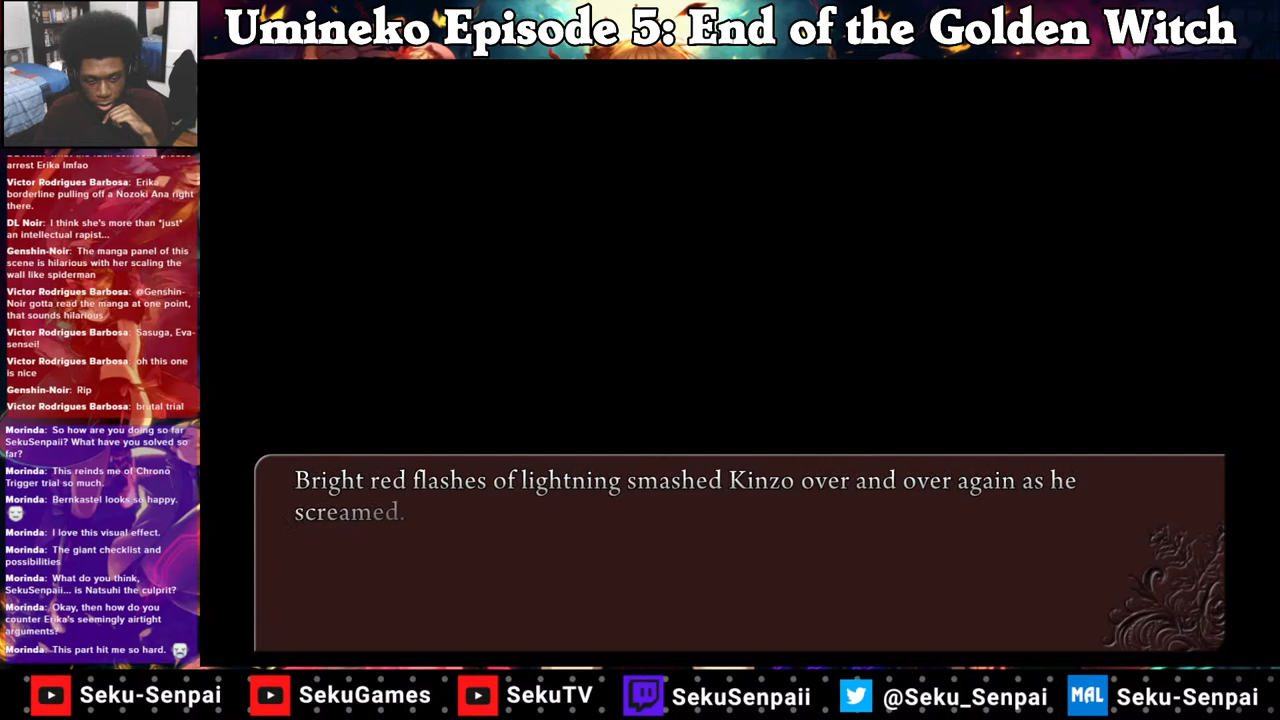 Umineko Episode 5: End of the Golden Witch
arrest Erika lmfao
Victor Rodrigues Barbosa: Erika
borderline pulling off a Nozoki Ana right
there.
DL Noir: I think she's more than *just*
an intellectual rapist...
Genshin-Noir: The manga panel of this
scene is hilarious with her scaling the
wall like spiderman
Victor Rodrigues Barbosa: @Genshin-
Noir gotta read the manga at one point,
that sounds hilarious
Victor Rodrigues Barbosa: Sasuga, Eva-
sensei!
Victor Rodrigues Barbosa: oh this one
is nice
Genshin-Noir: Rip
Victor Rodrigues Barbosa: brutal trial
Morinda: So how are you doing so far
SekuSenpaii? What have you solved so
far?
Morinda: This reinds me of Chrono
Trigger trial so much.
Morinda: Bernkastel looks so happy.
Morinda: I love this visual effect.
Morinda: The giant checklist and
possibilities
Morinda: What do you think,
SekuSenpaii... is Natsuhi the culprit?
Morinda: Okay, then how do you
counter Erika's seemingly airtight
arguments?
Morinda: This part hit me so hard.
Bright red flashes of lightning smashed Kinzo over and over again as he
screamed.
Seku-Senpai
SekuGames
SekuTV
SekuSenpaii
@Seku_Senpai
MAL
Seku-Senpai